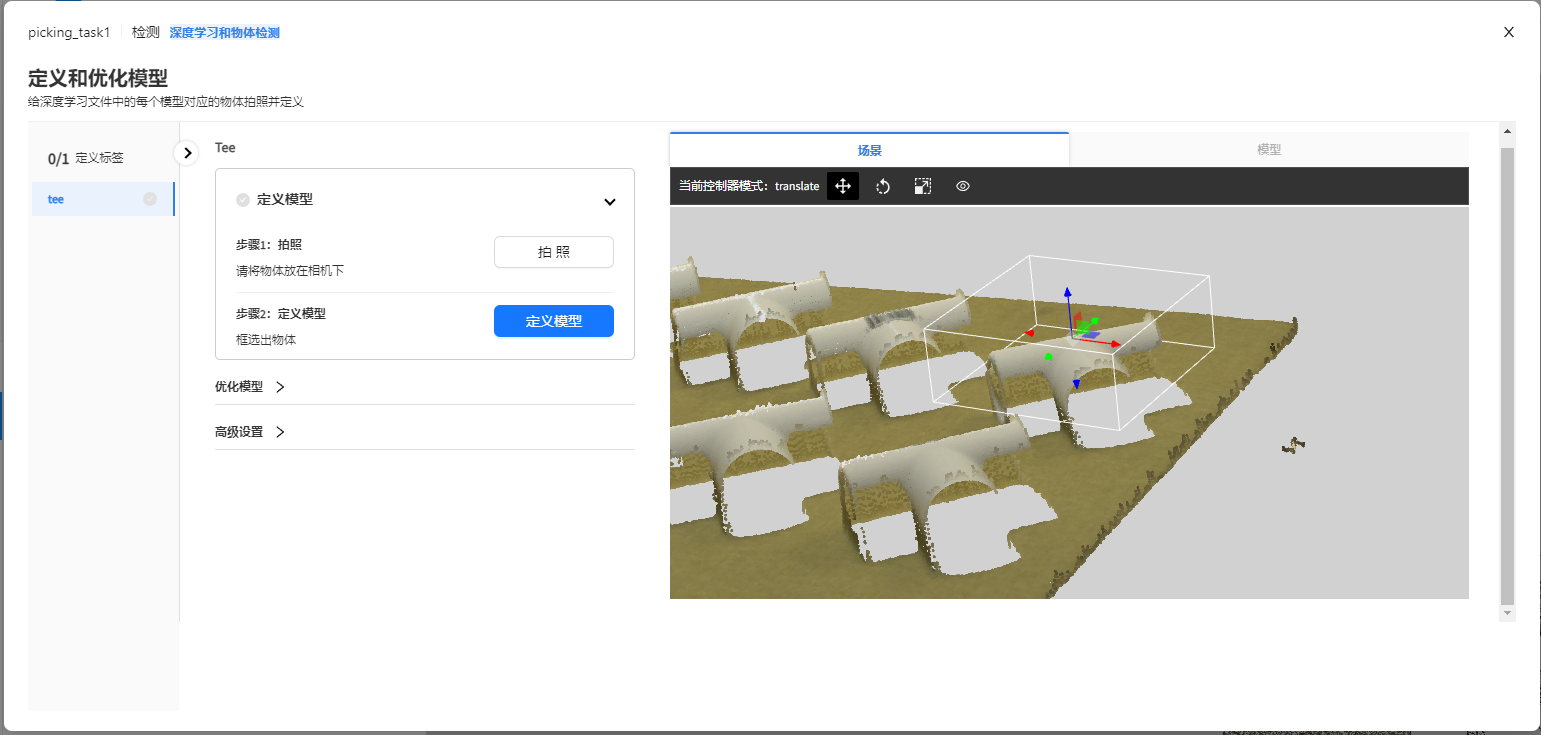 picking_task1 检测 深度学习和物体检测 X
定义和优化模型
给深度学习文件中的每个模型对应的物体拍照并定义
0/1 定义标签
tee
Tee
定义模型
步骤1：拍照
请将物体放在相机下
拍 照
步骤2：定义模型
框选出物体
定义模型
优化模型
高级设置
场景
模型
当前控制器模式：translate